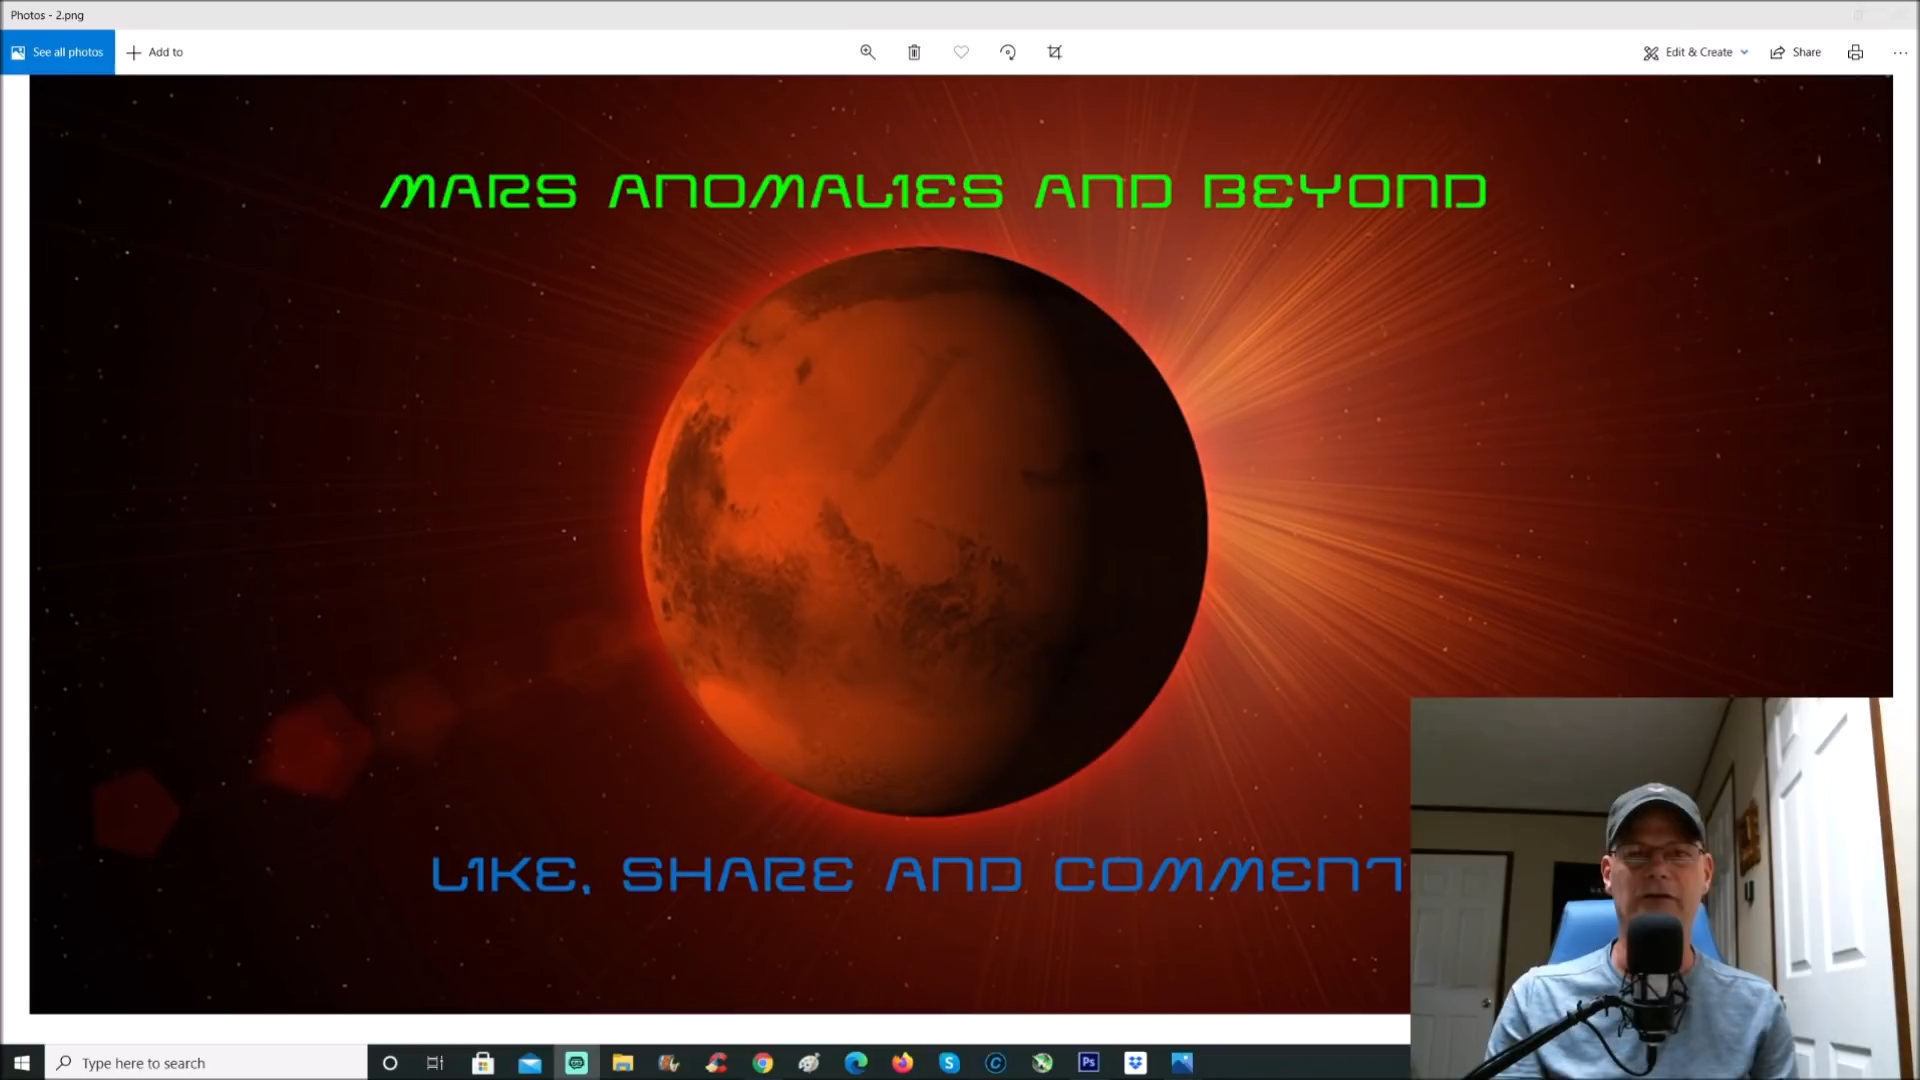 Photos - 2.png
See all photos
Add to
Edit & Create
Share
MARS ANOMALIES AND BEYOND
LIKE, SHARE AND COMMENT
Type here to search
Ps